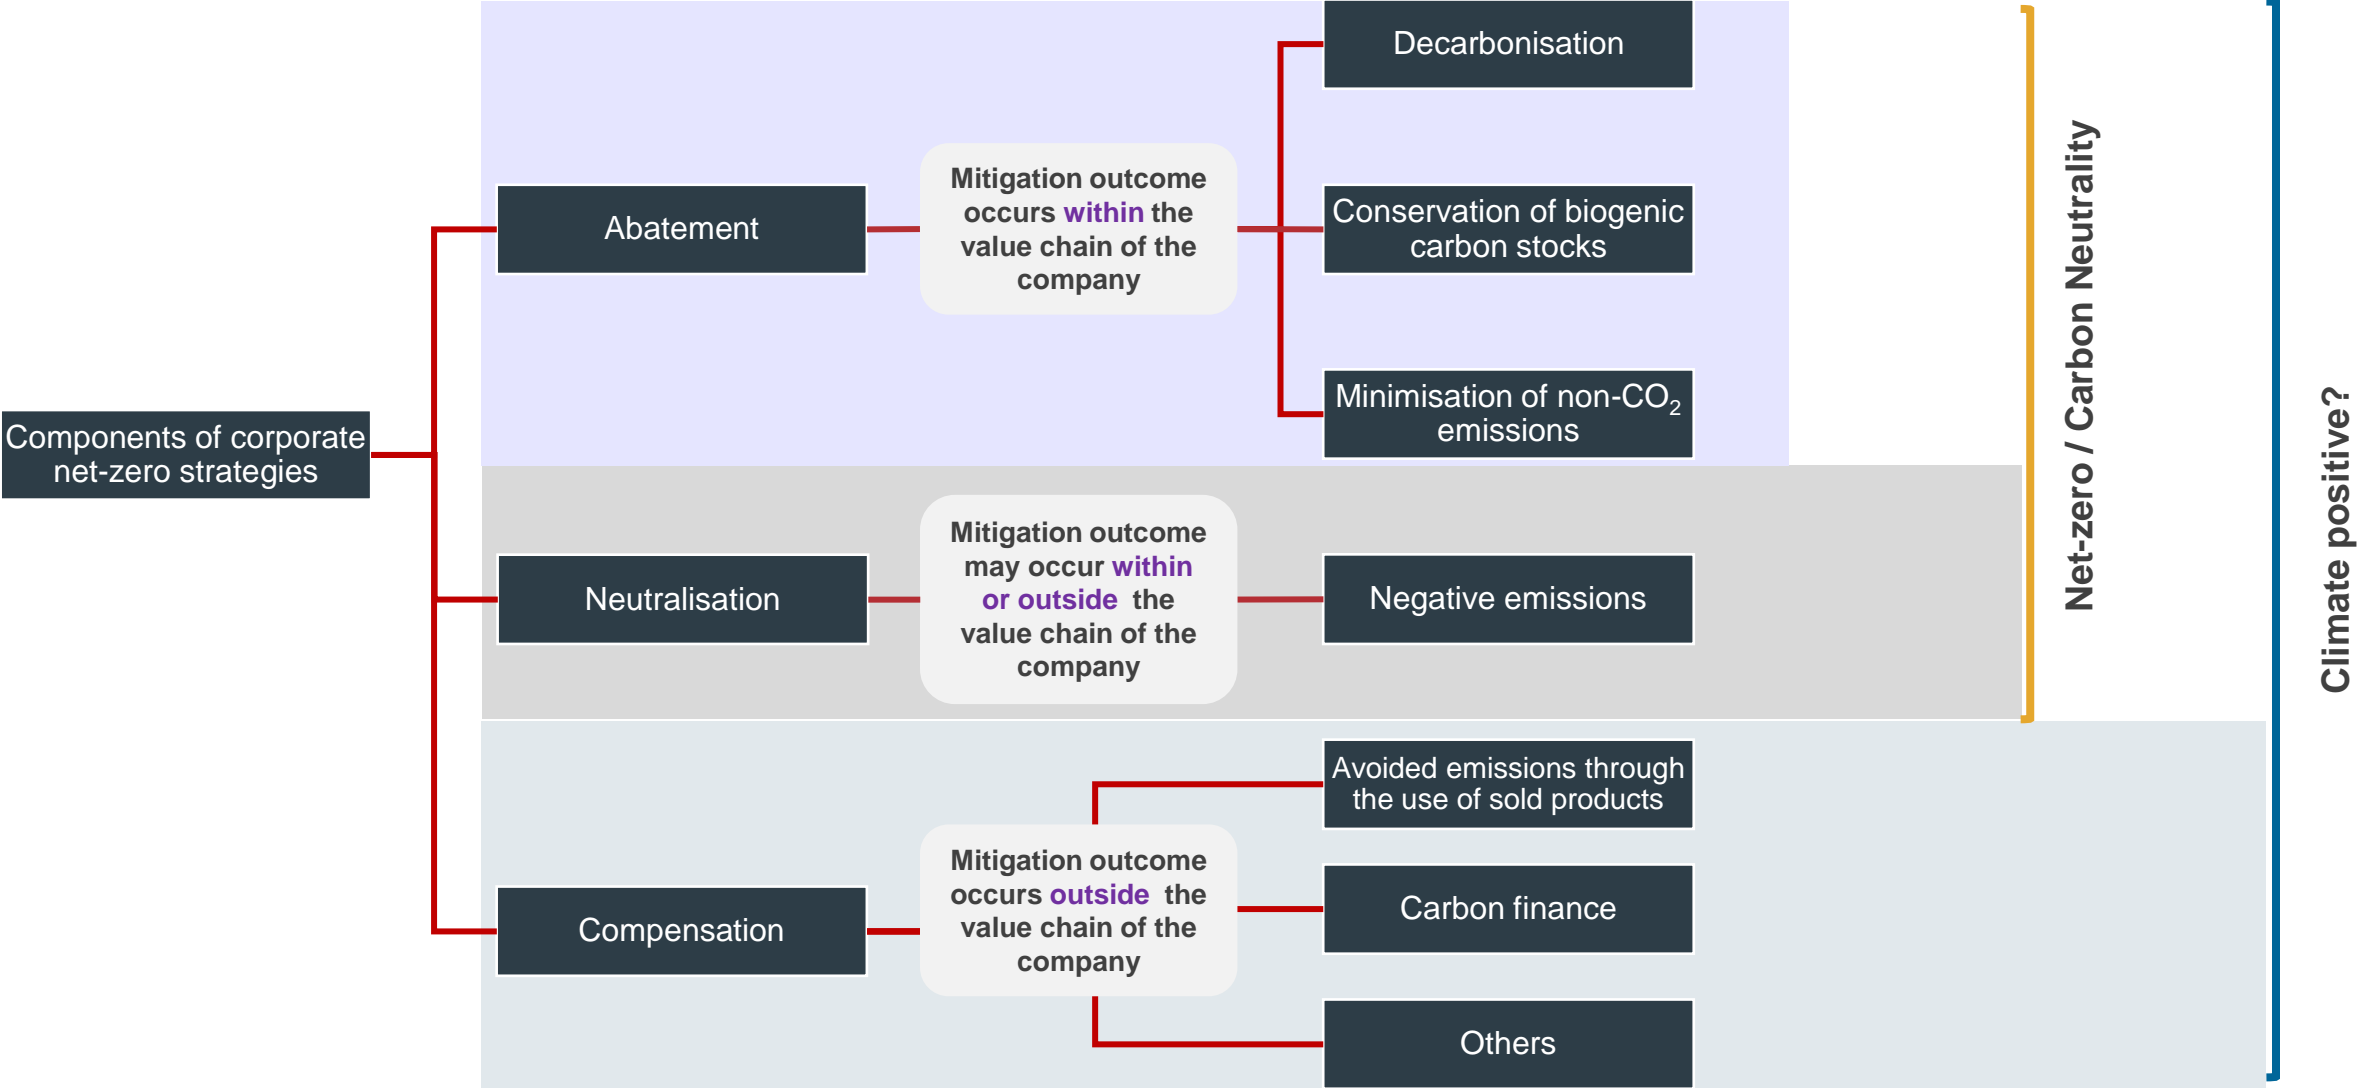 Components of corporate
net-zero strategies
Abatement
Mitigation outcome
occurs within the
value chain of the
company
Decarbonisation
Conservation of biogenic
carbon stocks
Minimisation of non-CO₂
emissions
Neutralisation
Mitigation outcome
may occur within
or outside the
value chain of the
company
Negative emissions
Compensation
Mitigation outcome
occurs outside the
value chain of the
company
Avoided emissions through
the use of sold products
Carbon finance
Others
Net-zero / Carbon Neutrality
Climate positive?